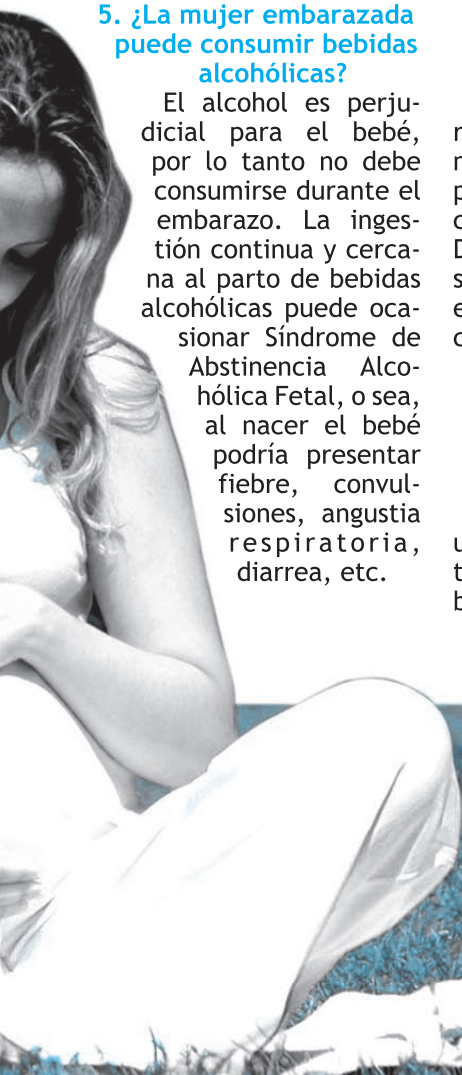 5. ¿La mujer embarazada
puede consumir bebidas
alcohólicas?
El alcohol es perju-
dicial para el bebé,
por lo tanto no debe
consumirse durante el
embarazo. La inges-
tión continua y cerca-
na al parto de bebidas
alcohólicas puede oca-
sionar Síndrome de
Abstinencia Alco-
hólica Fetal, o sea,
al nacer el bebé
podría presentar
fiebre, convul-
siones, angustia
respiratoria,
diarrea, etc.